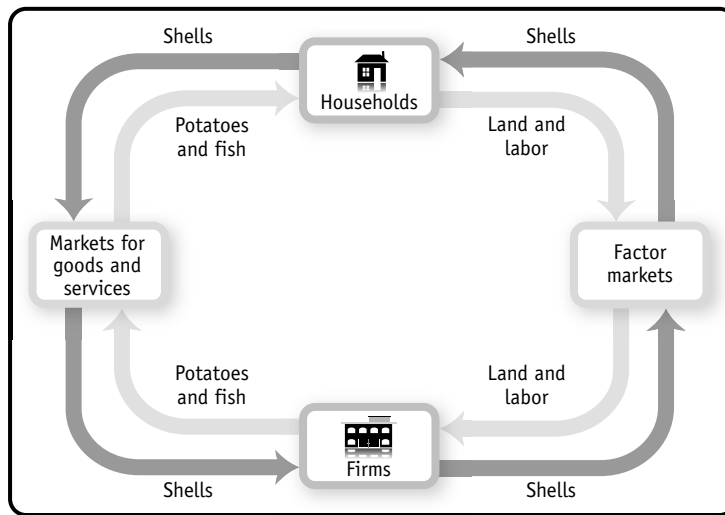 Shells
Shells
Households
Potatoes
and fish
Land and
labor
Markets for
goods and
services
Factor
markets
Potatoes
and fish
Land and
labor
Firms
Shells
Shells